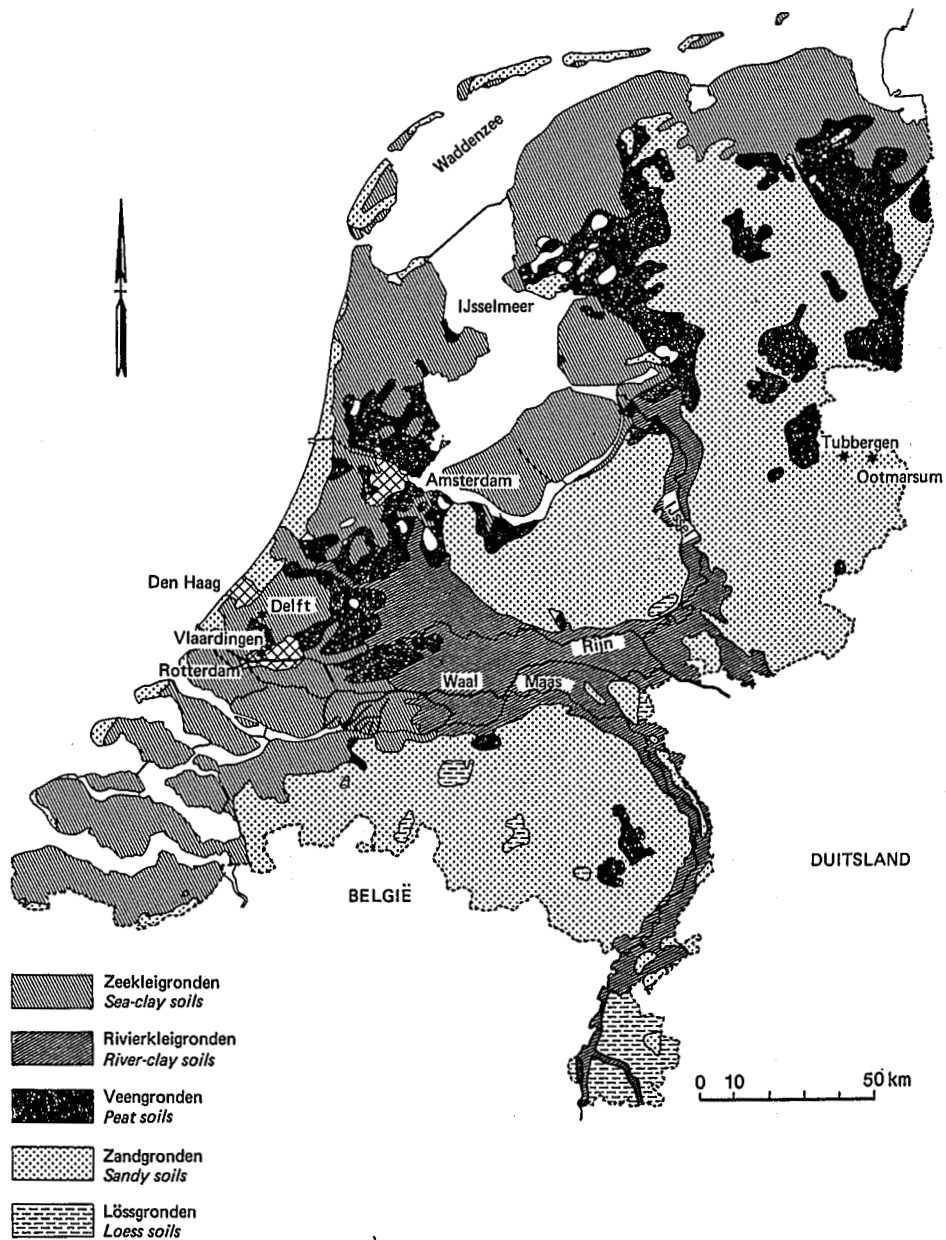 Waddenzee
IJsselmeer
Tubbergen
Ootmarsum
Amsterdam
IJssel
Den Haag
Delft
Vlaardingen
Rotterdam
Rijn
Waal
Maas
DUITSLAND
BELGIË
Zeekleigronden
Sea-clay soils
Rivierkleigronden
River-clay soils
Veengronden
Peat soils
Zandgronden
Sandy soils
Lössgronden
Loess soils
0 10 50 km